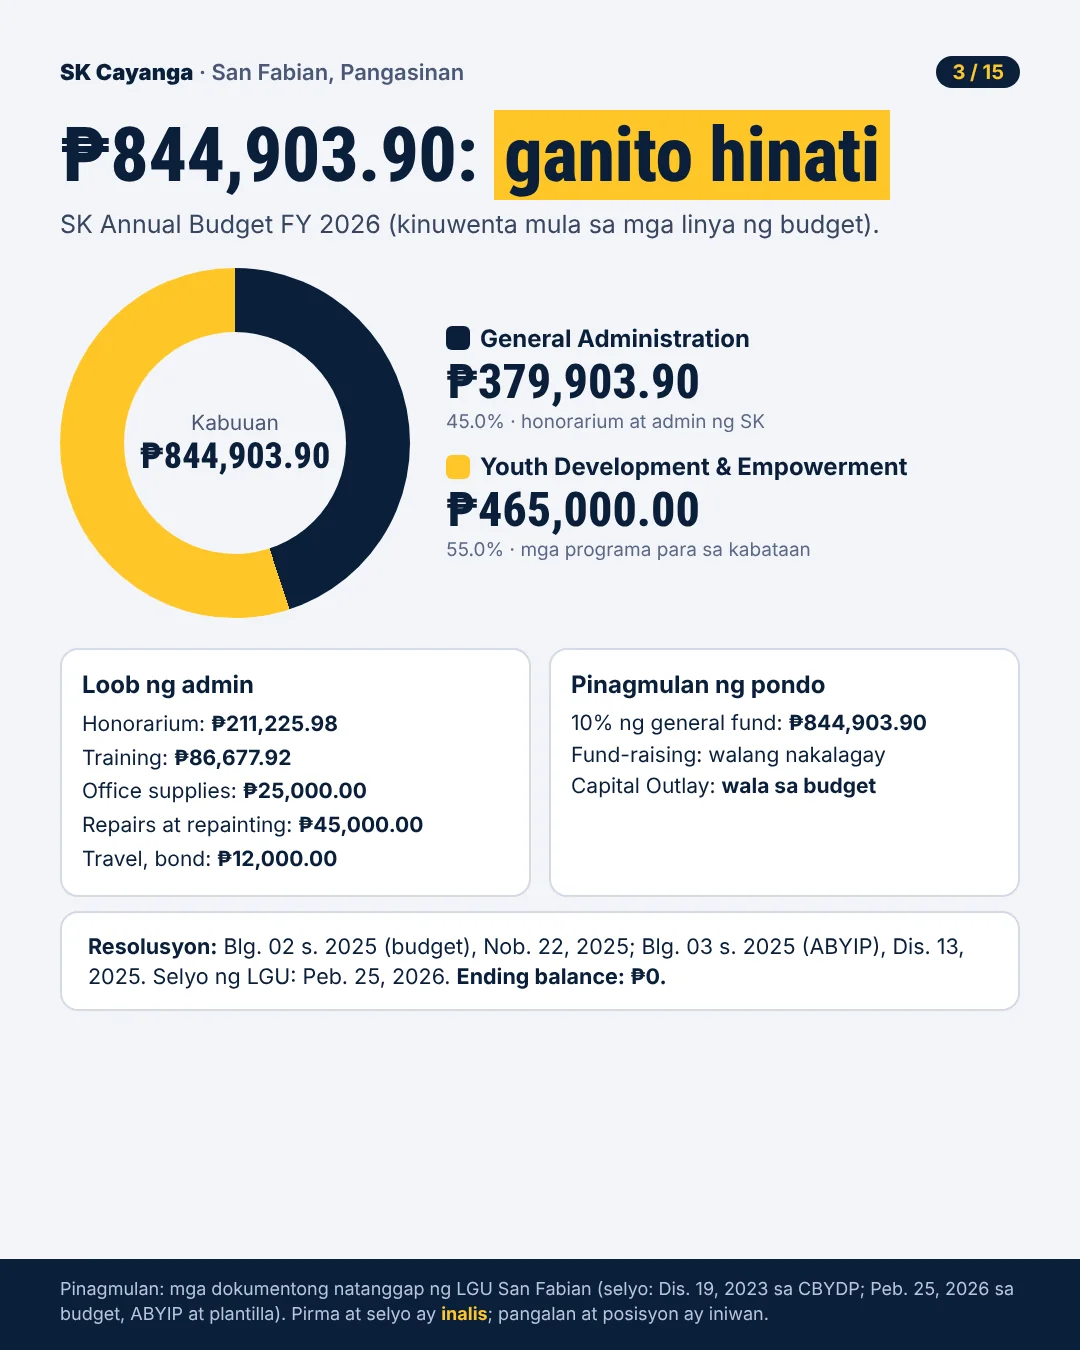 SK Cayanga · San Fabian, Pangasinan
3 / 15
₱844,903.90: ganito hinati
SK Annual Budget FY 2026 (kinuwenta mula sa mga linya ng budget).
Kabuuan
₱844,903.90
General Administration
₱379,903.90
45.0% · honorarium at admin ng SK
Youth Development & Empowerment
₱465,000.00
55.0% · mga programa para sa kabataan
Loob ng admin
Honorarium: ₱211,225.98
Training: ₱86,677.92
Office supplies: ₱25,000.00
Repairs at repainting: ₱45,000.00
Travel, bond: ₱12,000.00
Pinagmulan ng pondo
10% ng general fund: ₱844,903.90
Fund-raising: walang nakalagay
Capital Outlay: wala sa budget
Resolusyon: Blg. 02 s. 2025 (budget), Nob. 22, 2025; Blg. 03 s. 2025 (ABYIP), Dis. 13,
2025. Selyo ng LGU: Peb. 25, 2026. Ending balance: ₱0.
Pinagmulan: mga dokumentong natanggap ng LGU San Fabian (selyo: Dis. 19, 2023 sa CBYDP; Peb. 25, 2026 sa
budget, ABYIP at plantilla). Pirma at selyo ay inalis; pangalan at posisyon ay iniwan.